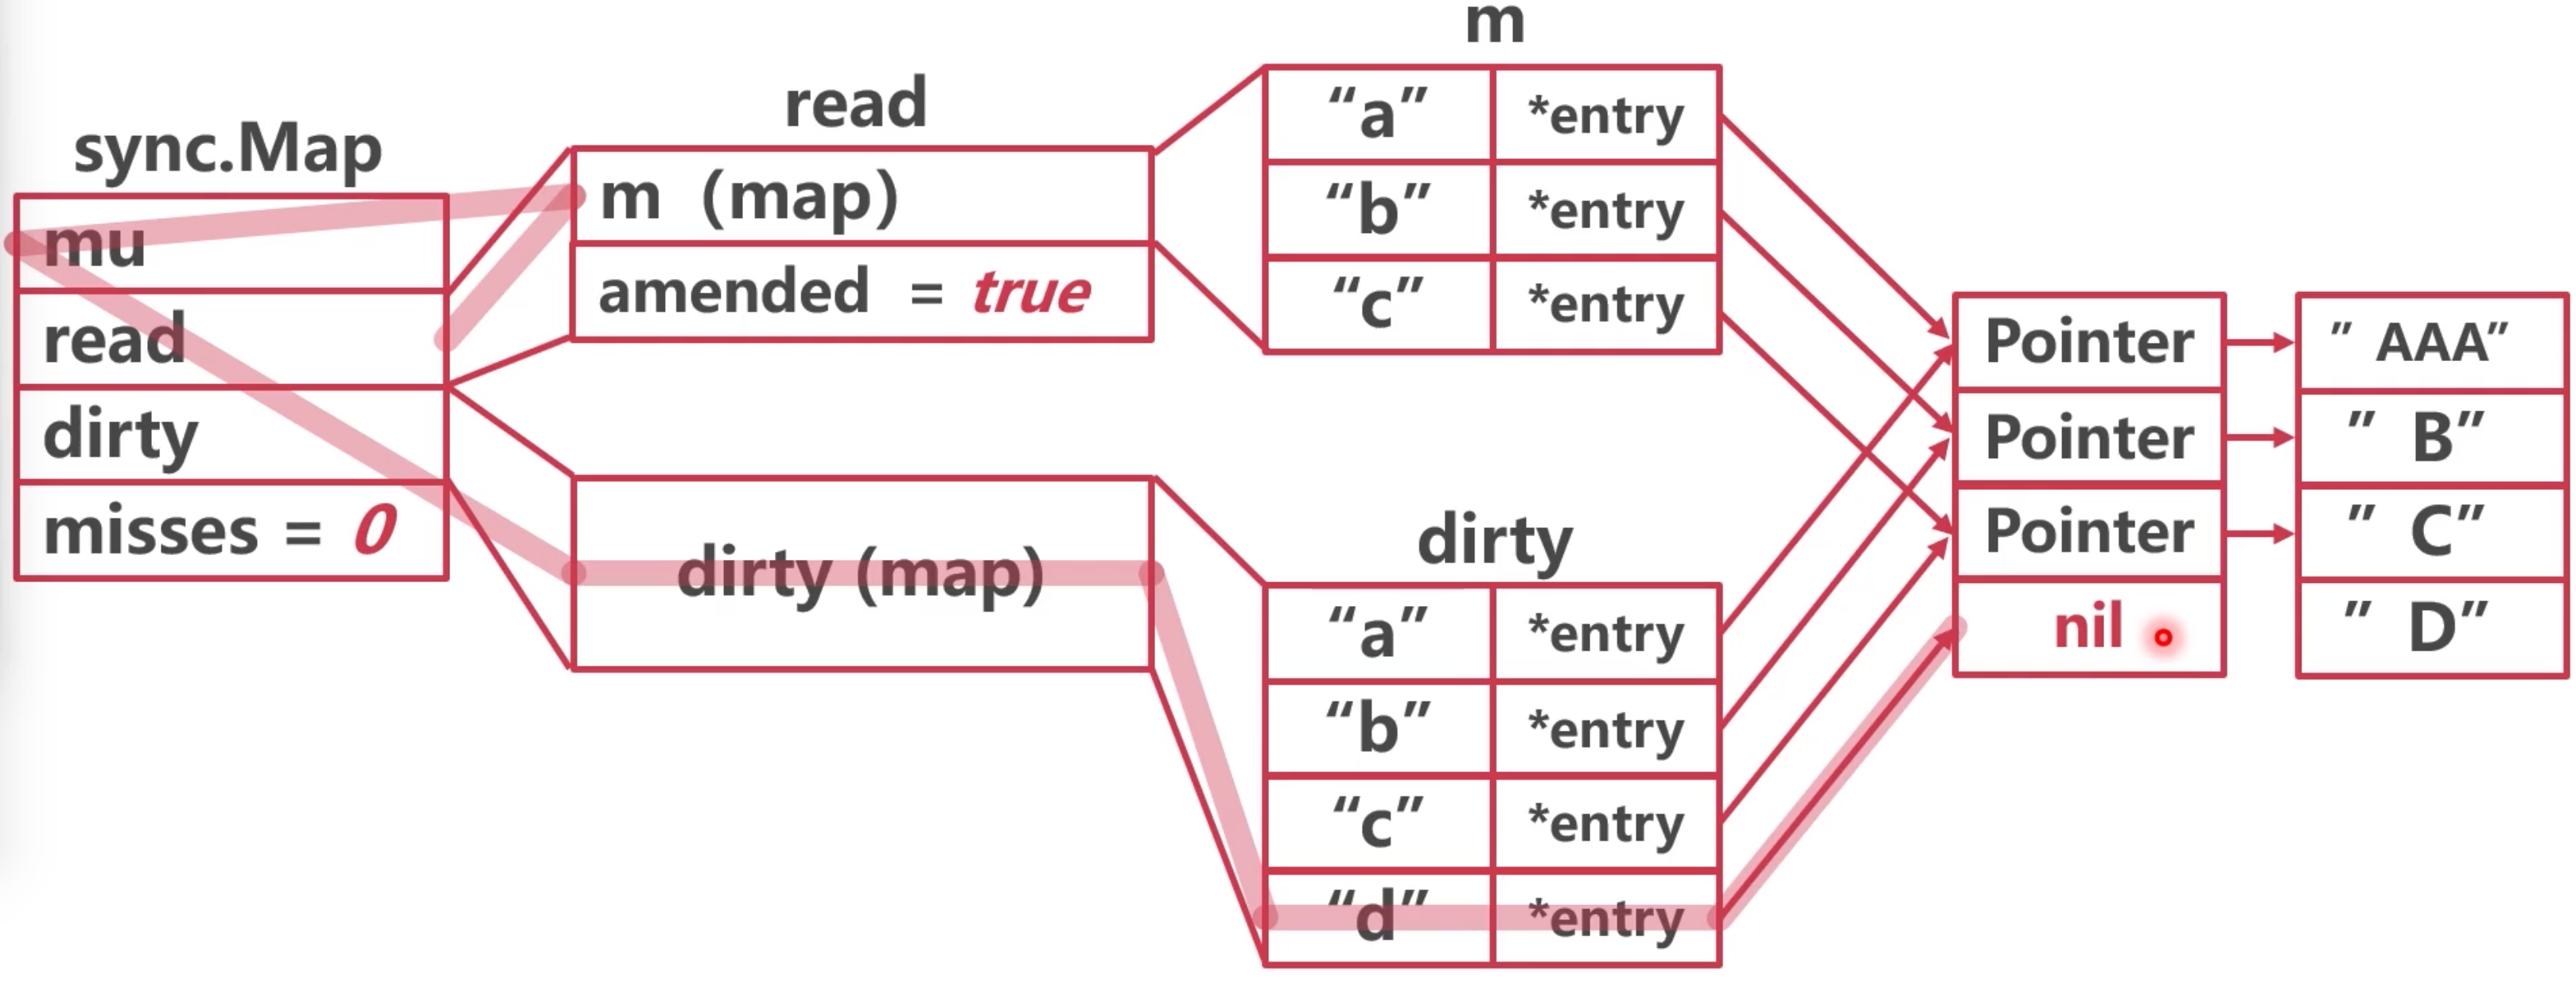 sync.Map
mu
read
dirty
misses = 0
read
m (map)
amended = true
dirty (map)
m
“a” *entry
“b” *entry
“c” *entry
dirty
“a” *entry
“b” *entry
“c” *entry
“d” *entry
Pointer
Pointer
Pointer
nil
” AAA”
” B”
” C”
” D”